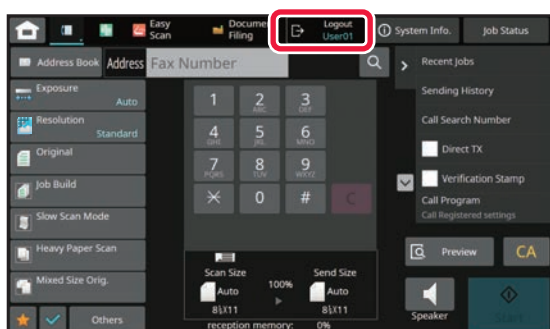 Easy
Scan
Documen
Filing
Logout
User01
System Info.
Job Status
Address Book
Address
Fax Number
Recent Jobs
Exposure
Auto
Resolution
Standard
Original
Job Build
Slow Scan Mode
Heavy Paper Scan
Mixed Size Orig.
Others
1
2
ABC
3
DEF
4
GHI
5
JKL
6
MNO
7
PQRS
8
TUV
9
WXYZ
0
#
C
Scan Size
Send Size
Auto
100%
Auto
8½X11
8½X11
reception memory: 0%
Sending History
Call Search Number
Direct TX
Verification Stamp
Call Program
Call Registered settings
Preview
CA
Speaker
Start